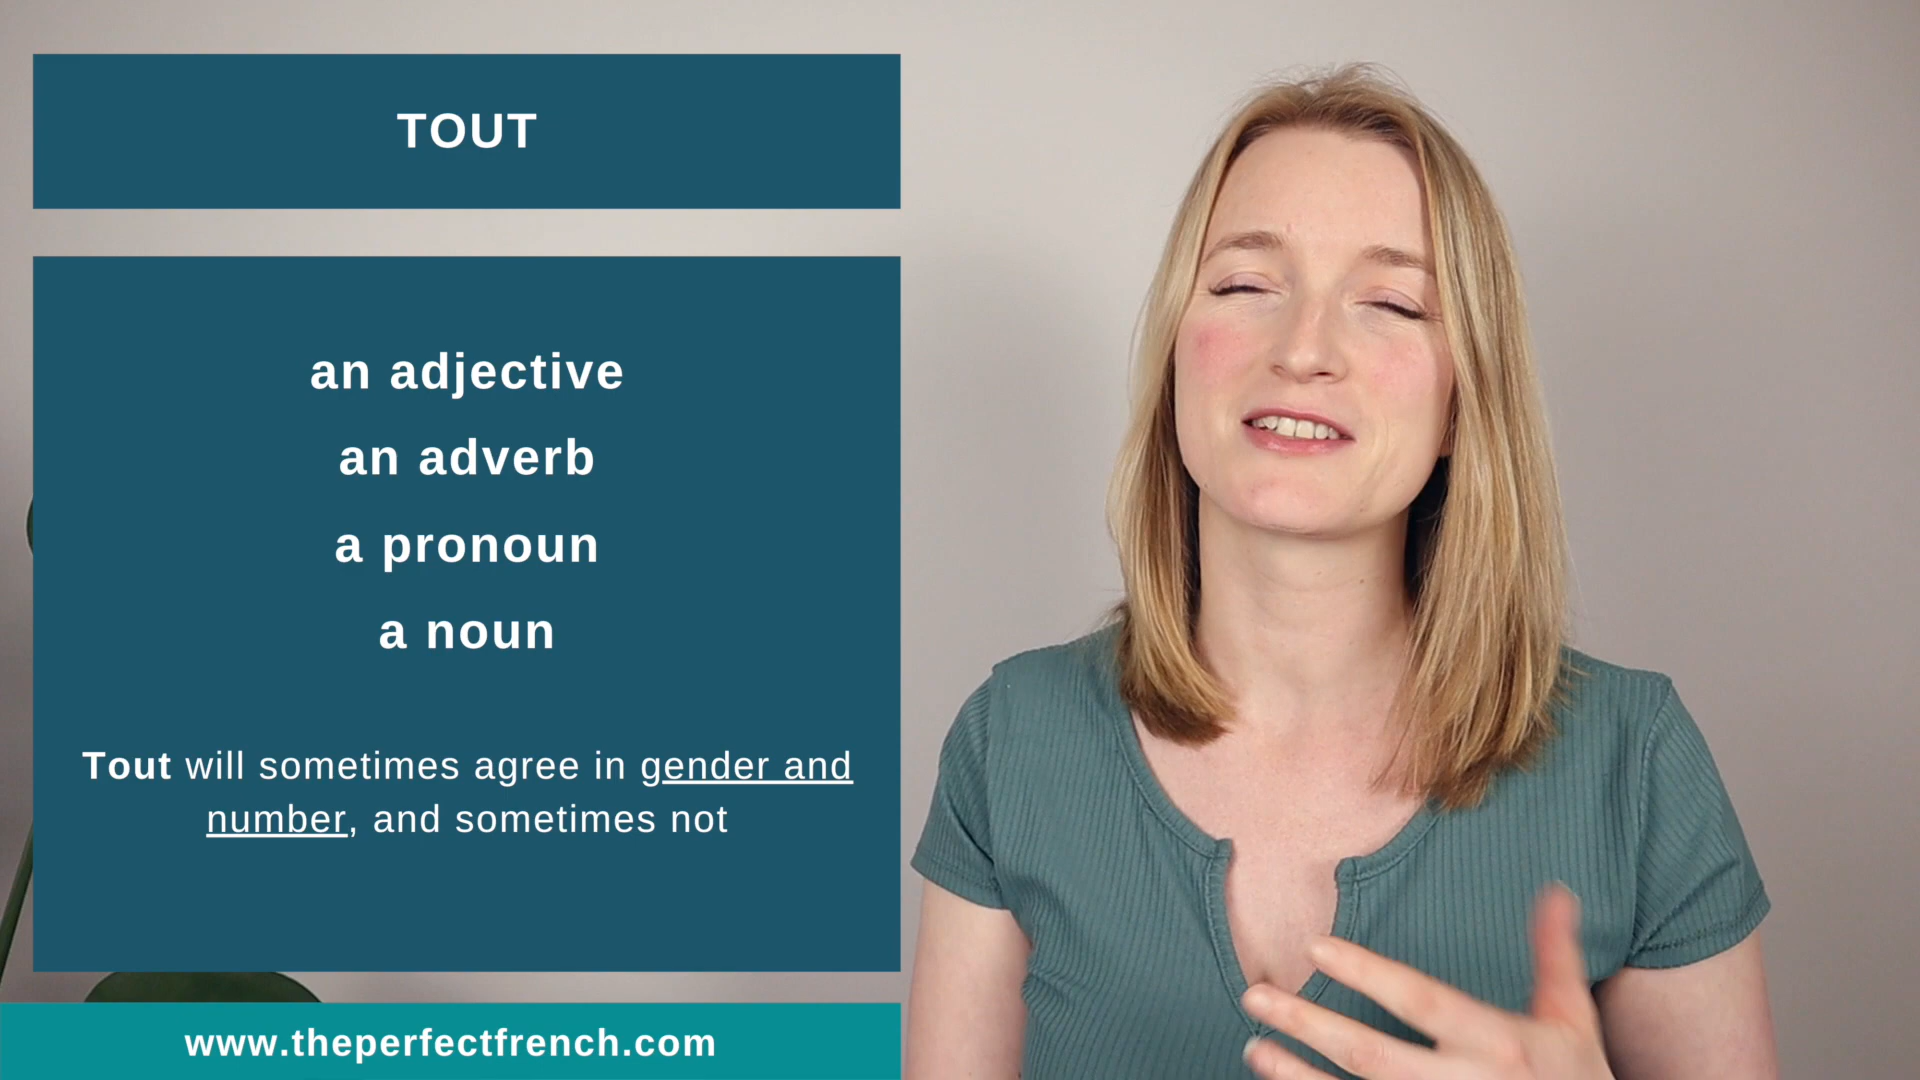 TOUT
an adjective
an adverb
a pronoun
a noun
Tout will sometimes agree in gender and
number, and sometimes not
www.theperfectfrench.com